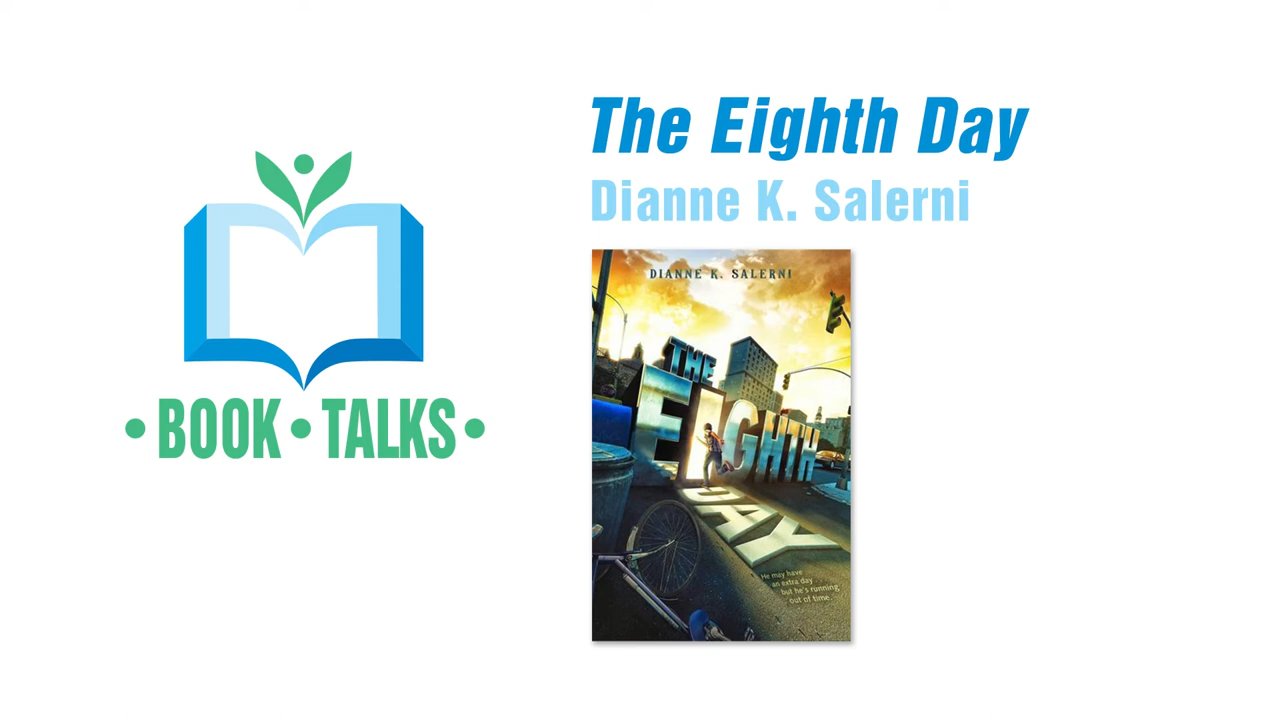 The Eighth Day
Dianne K. Salerni
DIANNE K. SALERNI
THE
EIGHTH
DAY
He may have
an extra day
but he's running
out of time.
• BOOK • TALKS •